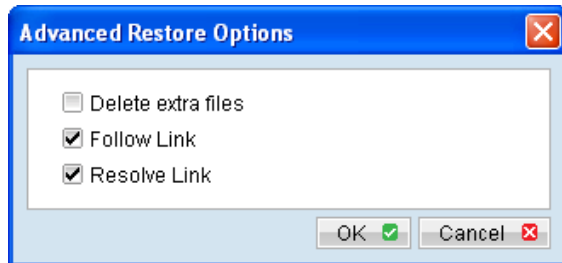 Advanced Restore Options
Delete extra files
Follow Link
Resolve Link
OK Cancel